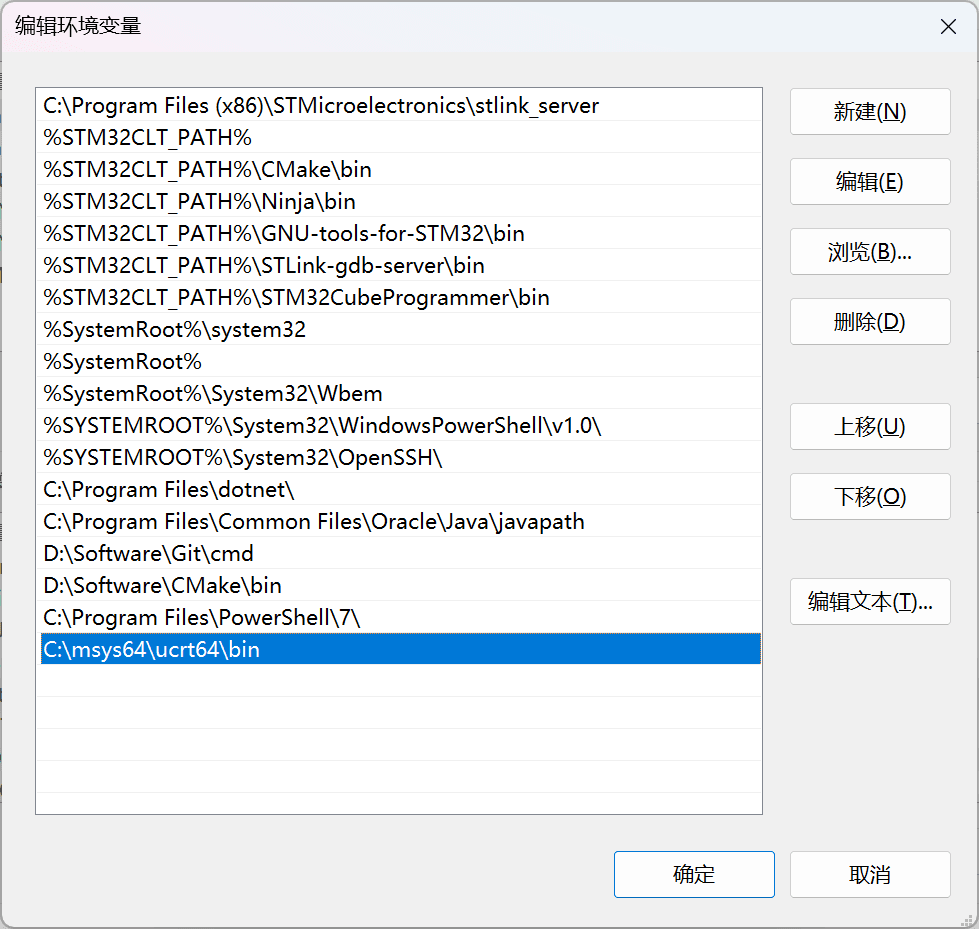 编辑环境变量
C:\Program Files (x86)\STMicroelectronics\stlink_server
%STM32CLT_PATH%
%STM32CLT_PATH%\CMake\bin
%STM32CLT_PATH%\Ninja\bin
%STM32CLT_PATH%\GNU-tools-for-STM32\bin
%STM32CLT_PATH%\STLink-gdb-server\bin
%STM32CLT_PATH%\STM32CubeProgrammer\bin
%SystemRoot%\system32
%SystemRoot%
%SystemRoot%\System32\Wbem
%SYSTEMROOT%\System32\WindowsPowerShell\v1.0\
%SYSTEMROOT%\System32\OpenSSH\
C:\Program Files\dotnet\
C:\Program Files\Common Files\Oracle\Java\javapath
D:\Software\Git\cmd
D:\Software\CMake\bin
C:\Program Files\PowerShell\7\
C:\msys64\ucrt64\bin
新建(N)
编辑(E)
浏览(B)...
删除(D)
上移(U)
下移(O)
编辑文本(T)...
确定
取消